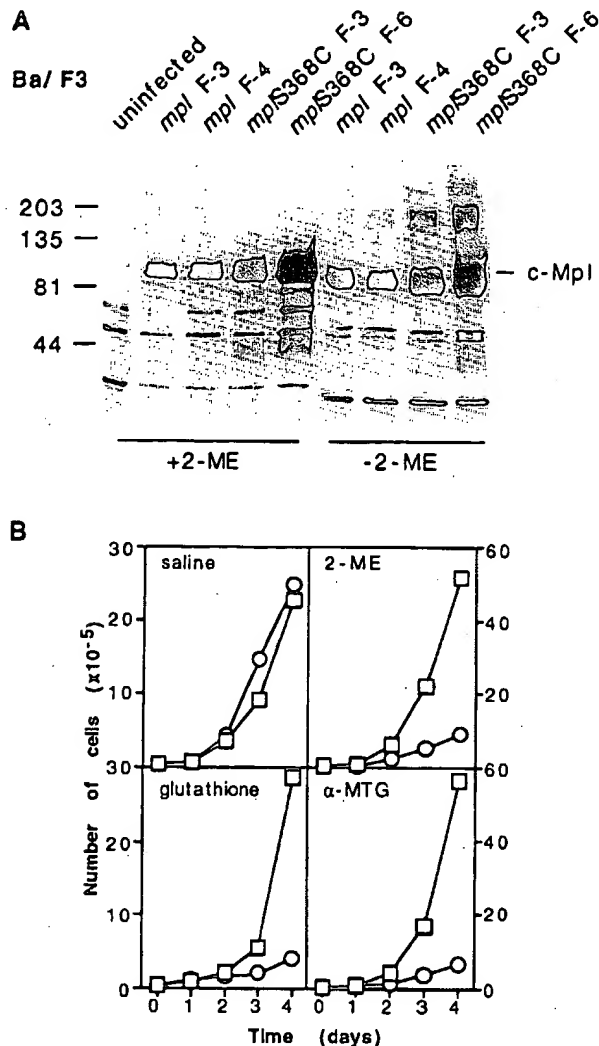 A
Ba/ F3
uninfected
mpl F-3
mpl F-4
mplS368C F-3
mplS368C F-6
mpl F-3
mpl F-4
mplS368C F-3
mplS368C F-6
203
135
81
44
c-Mpl
+2-ME
-2-ME
B
Number of cells (x10-5)
30
20
10
0
saline
2-ME
60
40
20
30
20
10
0
glutathione
α-MTG
60
40
20
0
0 1 2 3 4
0 1 2 3 4
Time (days)